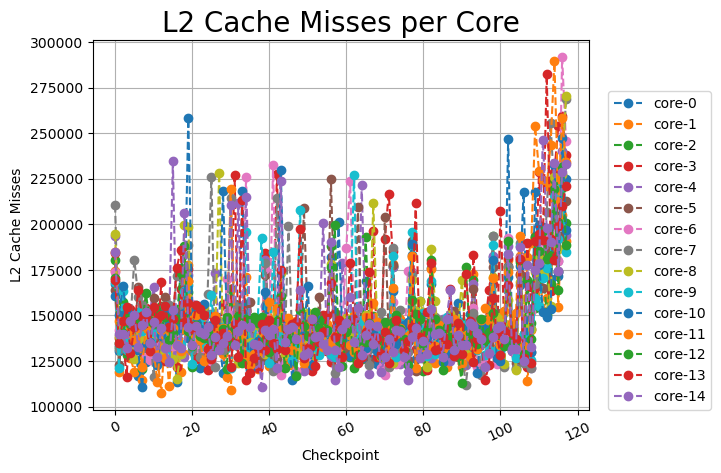 L2 Cache Misses per Core
L2 Cache Misses
300000
275000
250000
225000
200000
175000
150000
125000
100000
0
20
40
60
80
100
120
Checkpoint
core-0
core-1
core-2
core-3
core-4
core-5
core-6
core-7
core-8
core-9
core-10
core-11
core-12
core-13
core-14